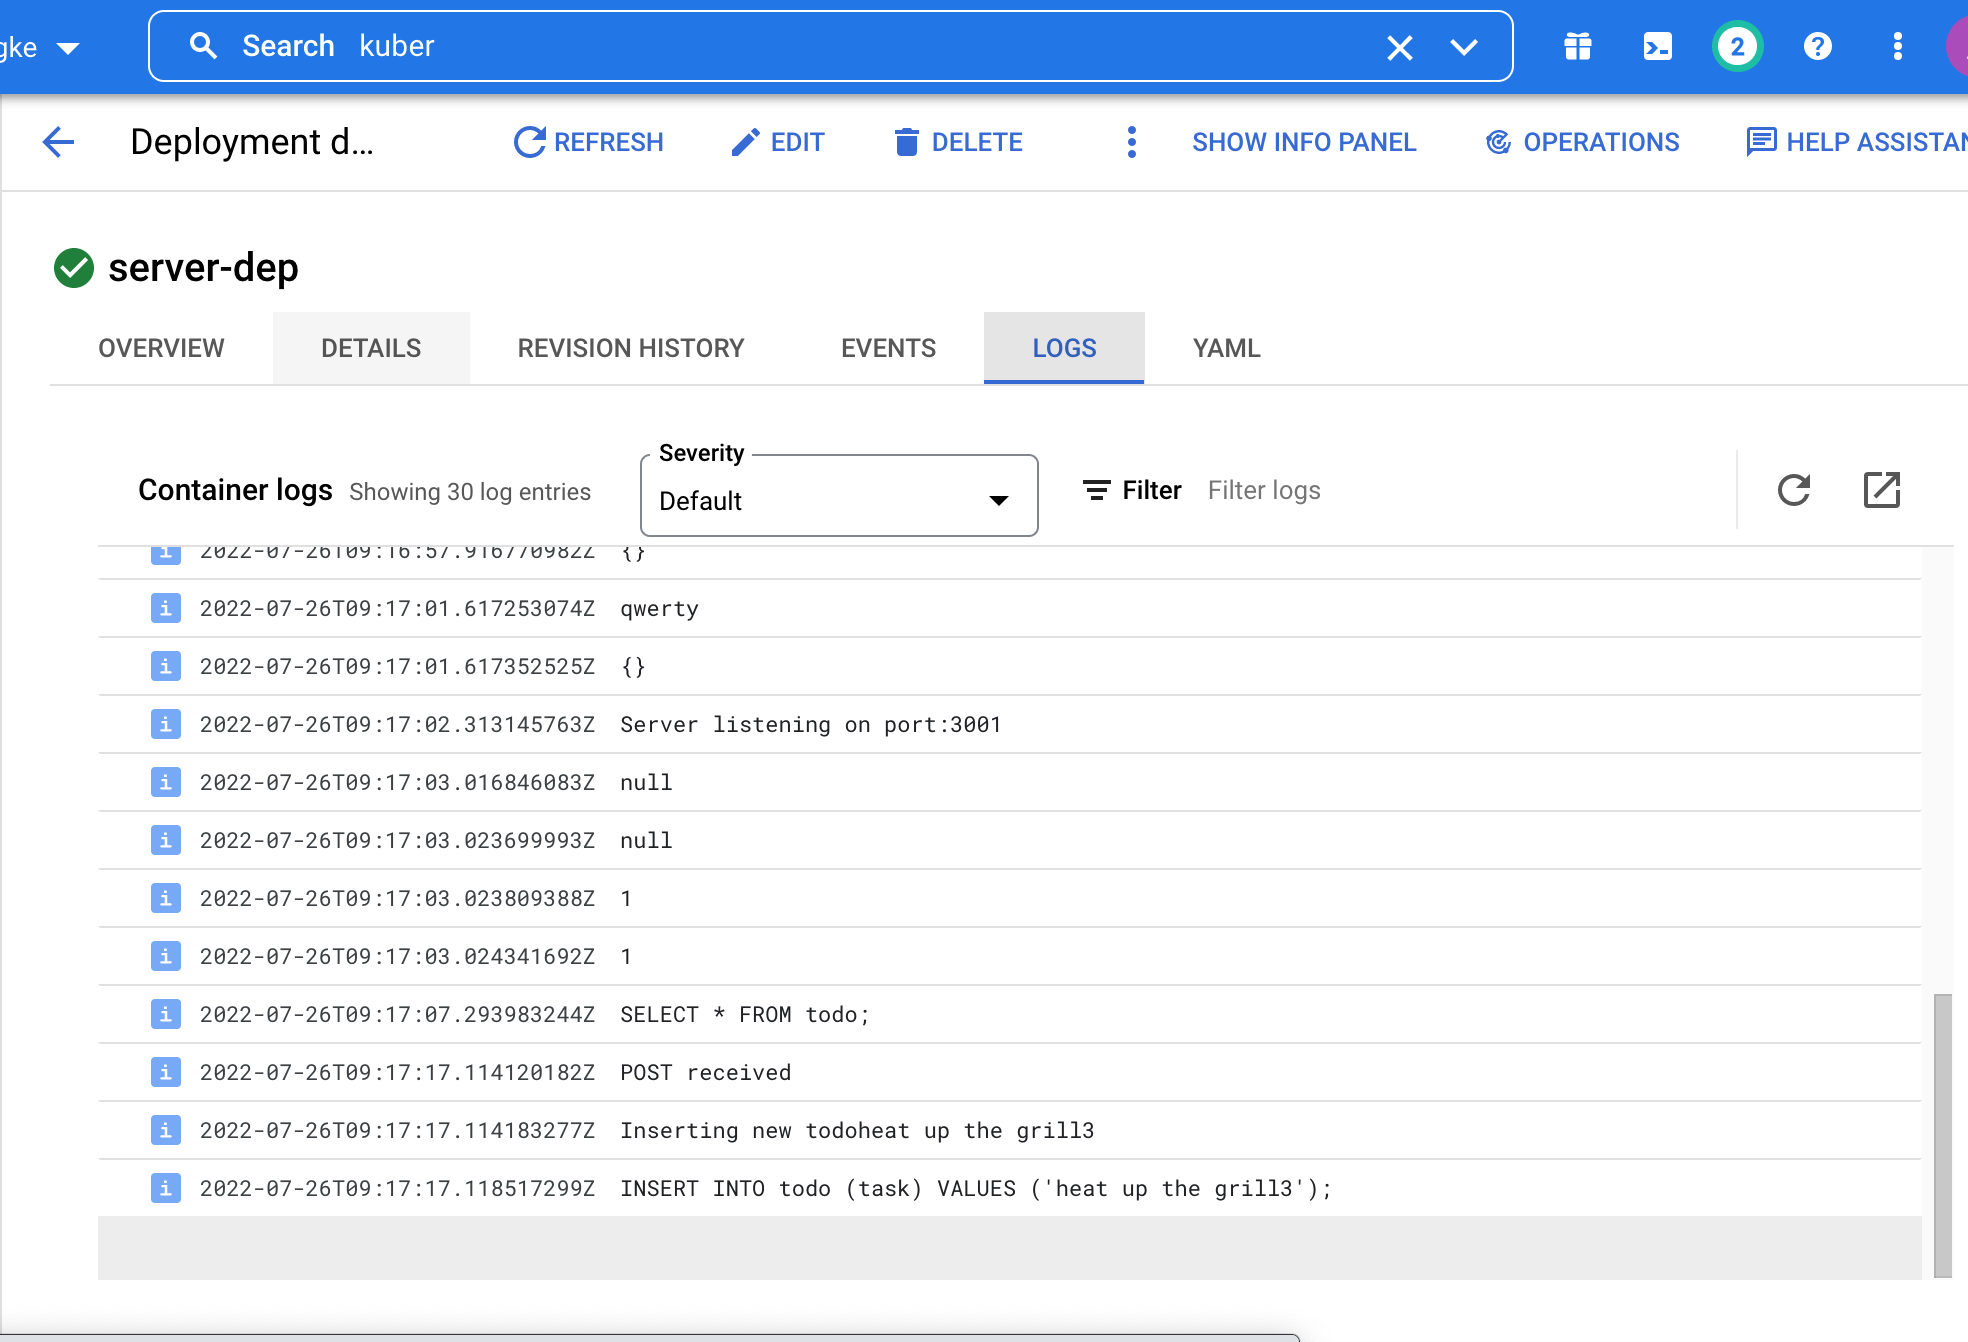 gke Search kuber 2
Deployment d... REFRESH EDIT DELETE SHOW INFO PANEL OPERATIONS HELP ASSISTAN
server-dep
OVERVIEW DETAILS REVISION HISTORY EVENTS LOGS YAML
Severity
Container logs Showing 30 log entries Default Filter Filter logs
i 2022-07-26T09:16:57.916770982Z {}
i 2022-07-26T09:17:01.617253074Z qwerty
i 2022-07-26T09:17:01.617352525Z {}
i 2022-07-26T09:17:02.313145763Z Server listening on port:3001
i 2022-07-26T09:17:03.016846083Z null
i 2022-07-26T09:17:03.023699993Z null
i 2022-07-26T09:17:03.023809388Z 1
i 2022-07-26T09:17:03.024341692Z 1
i 2022-07-26T09:17:07.293983244Z SELECT * FROM todo;
i 2022-07-26T09:17:17.114120182Z POST received
i 2022-07-26T09:17:17.114183277Z Inserting new todoheat up the grill3
i 2022-07-26T09:17:17.118517299Z INSERT INTO todo (task) VALUES ('heat up the grill3');